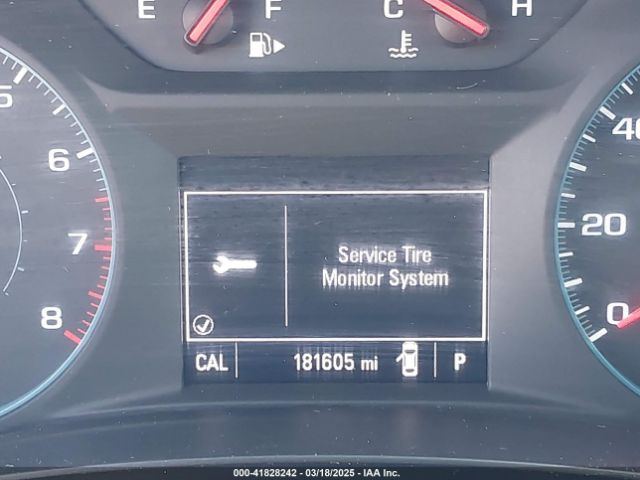 E F C H
5
6
7
8
40
20
0
Service Tire
Monitor System
CAL 181605 mi P
000-41828242 - 03/18/2025 - IAA Inc.